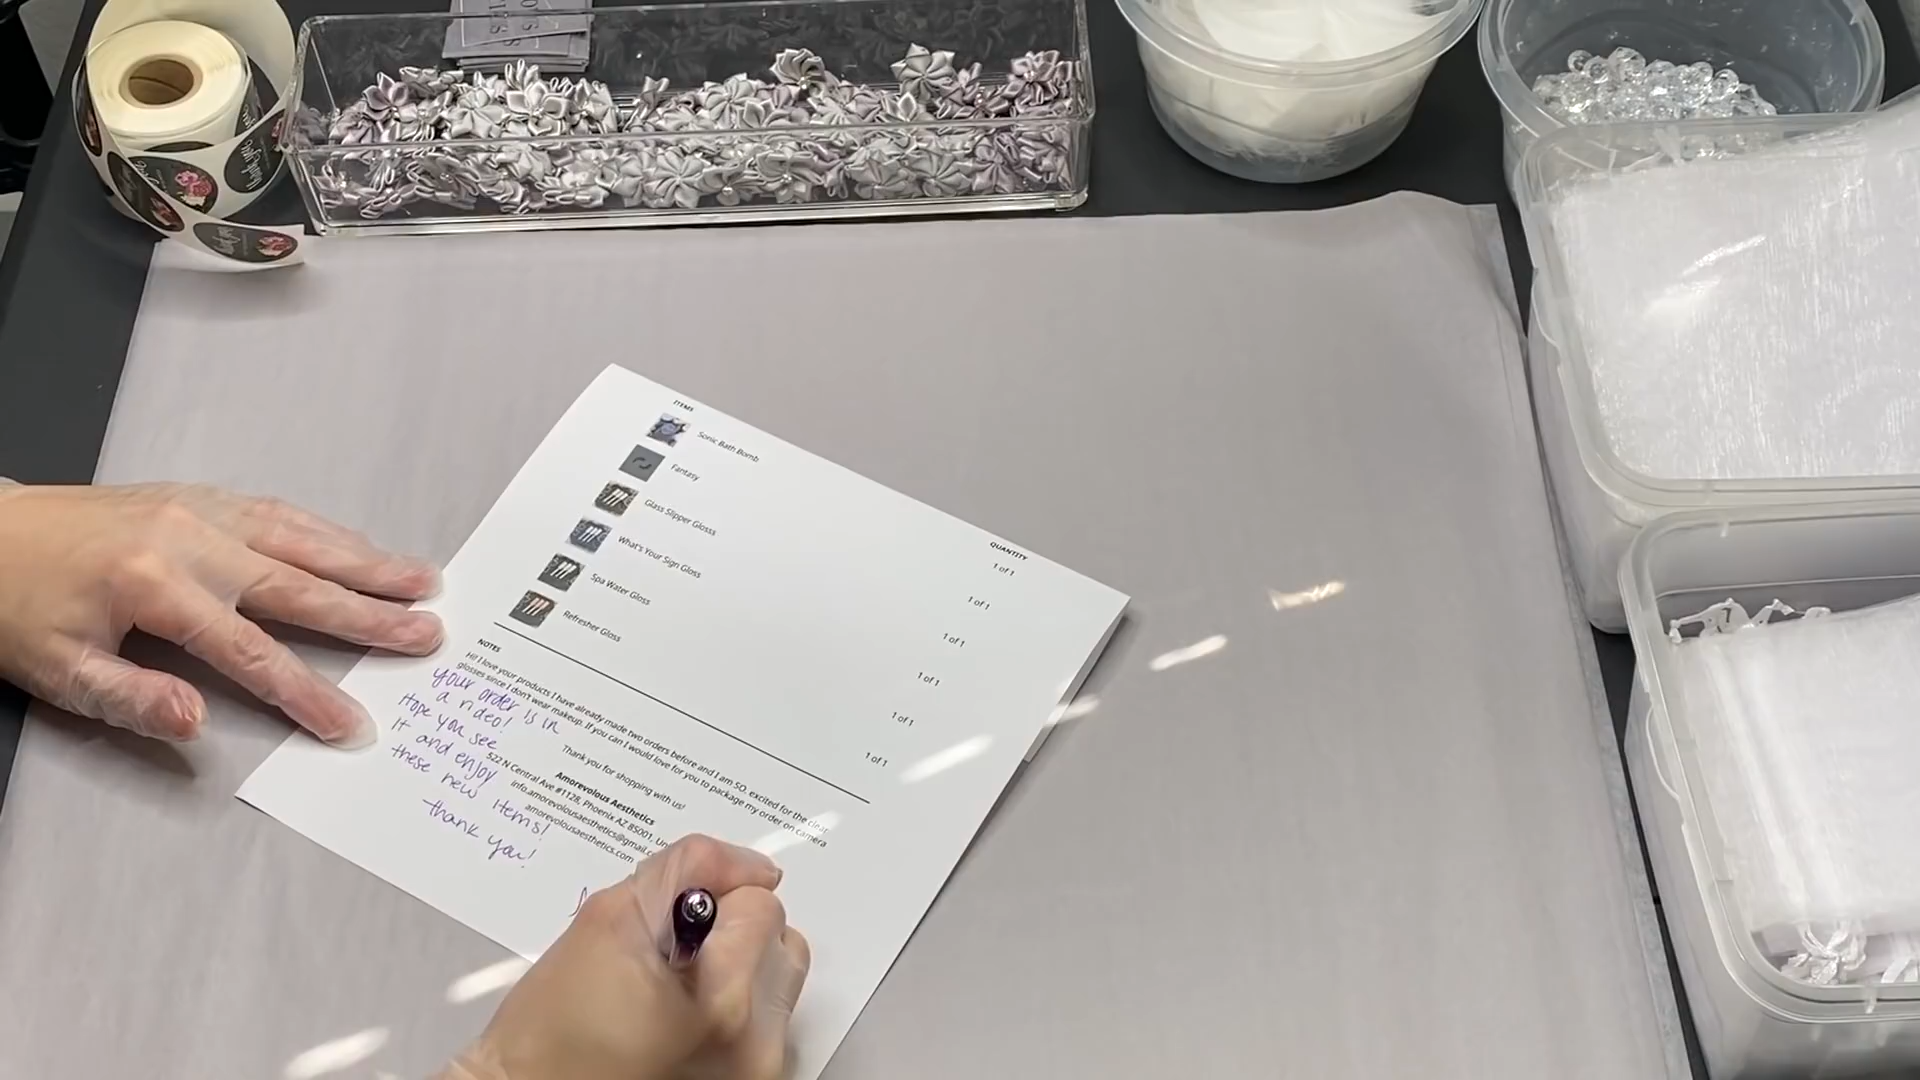 ITEMS
QUANTITY
Sonic Bath Bomb
1 of 1
Fantasy
1 of 1
Glass Slipper Glosss
1 of 1
What's Your Sign Gloss
1 of 1
Spa Water Gloss
1 of 1
Refresher Gloss
1 of 1
NOTES
Hi! I love your products I have already made two orders before and I am SO. excited for the clear
glosses since I don't wear makeup. If you can I would love for you to package my order on camera
your order is in
a video!
Hope you see
it and enjoy
these new items!
thank you!
Thank you for shopping with us!
Amorevolous Aesthetics
522 N Central Ave #1128, Phoenix AZ 85001,
info.amorevolousaesthetics@gmail.
amorevolousaesthetics.com
thank you